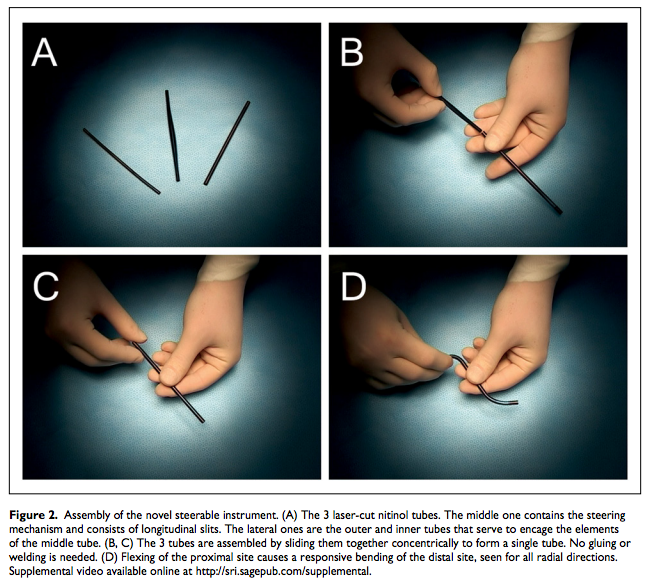 A
B
C
D
Figure 2. Assembly of the novel steerable instrument. (A) The 3 laser-cut nitinol tubes. The middle one contains the steering
mechanism and consists of longitudinal slits. The lateral ones are the outer and inner tubes that serve to encage the elements
of the middle tube. (B, C) The 3 tubes are assembled by sliding them together concentrically to form a single tube. No gluing or
welding is needed. (D) Flexing of the proximal site causes a responsive bending of the distal site, seen for all radial directions.
Supplemental video available online at http://sri.sagepub.com/supplemental.